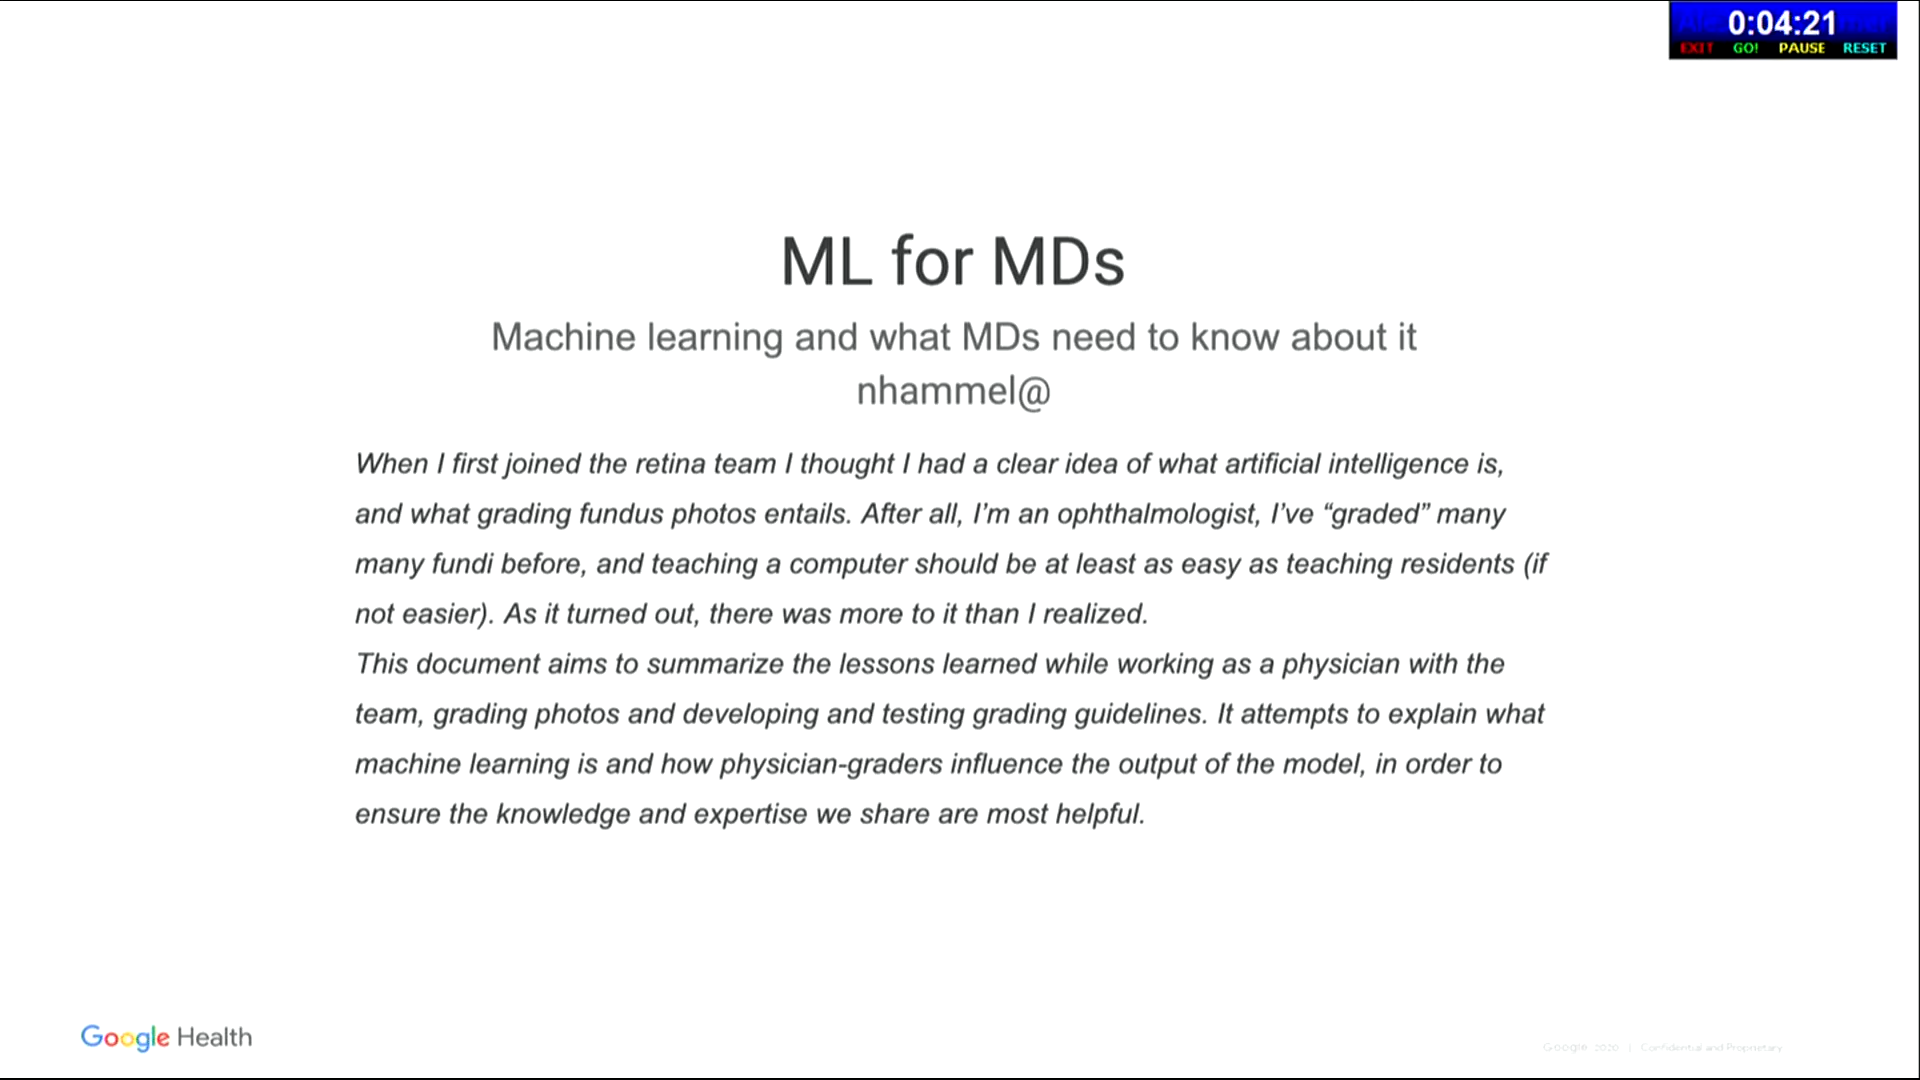 0:04:21
EXIT GO! PAUSE RESET
ML for MDs
Machine learning and what MDs need to know about it
nhammel@
When I first joined the retina team I thought I had a clear idea of what artificial intelligence is,
and what grading fundus photos entails. After all, I'm an ophthalmologist, I've “graded” many
many fundi before, and teaching a computer should be at least as easy as teaching residents (if
not easier). As it turned out, there was more to it than I realized.
This document aims to summarize the lessons learned while working as a physician with the
team, grading photos and developing and testing grading guidelines. It attempts to explain what
machine learning is and how physician-graders influence the output of the model, in order to
ensure the knowledge and expertise we share are most helpful.
Google Health
Google 2020 | Confidential and Proprietary